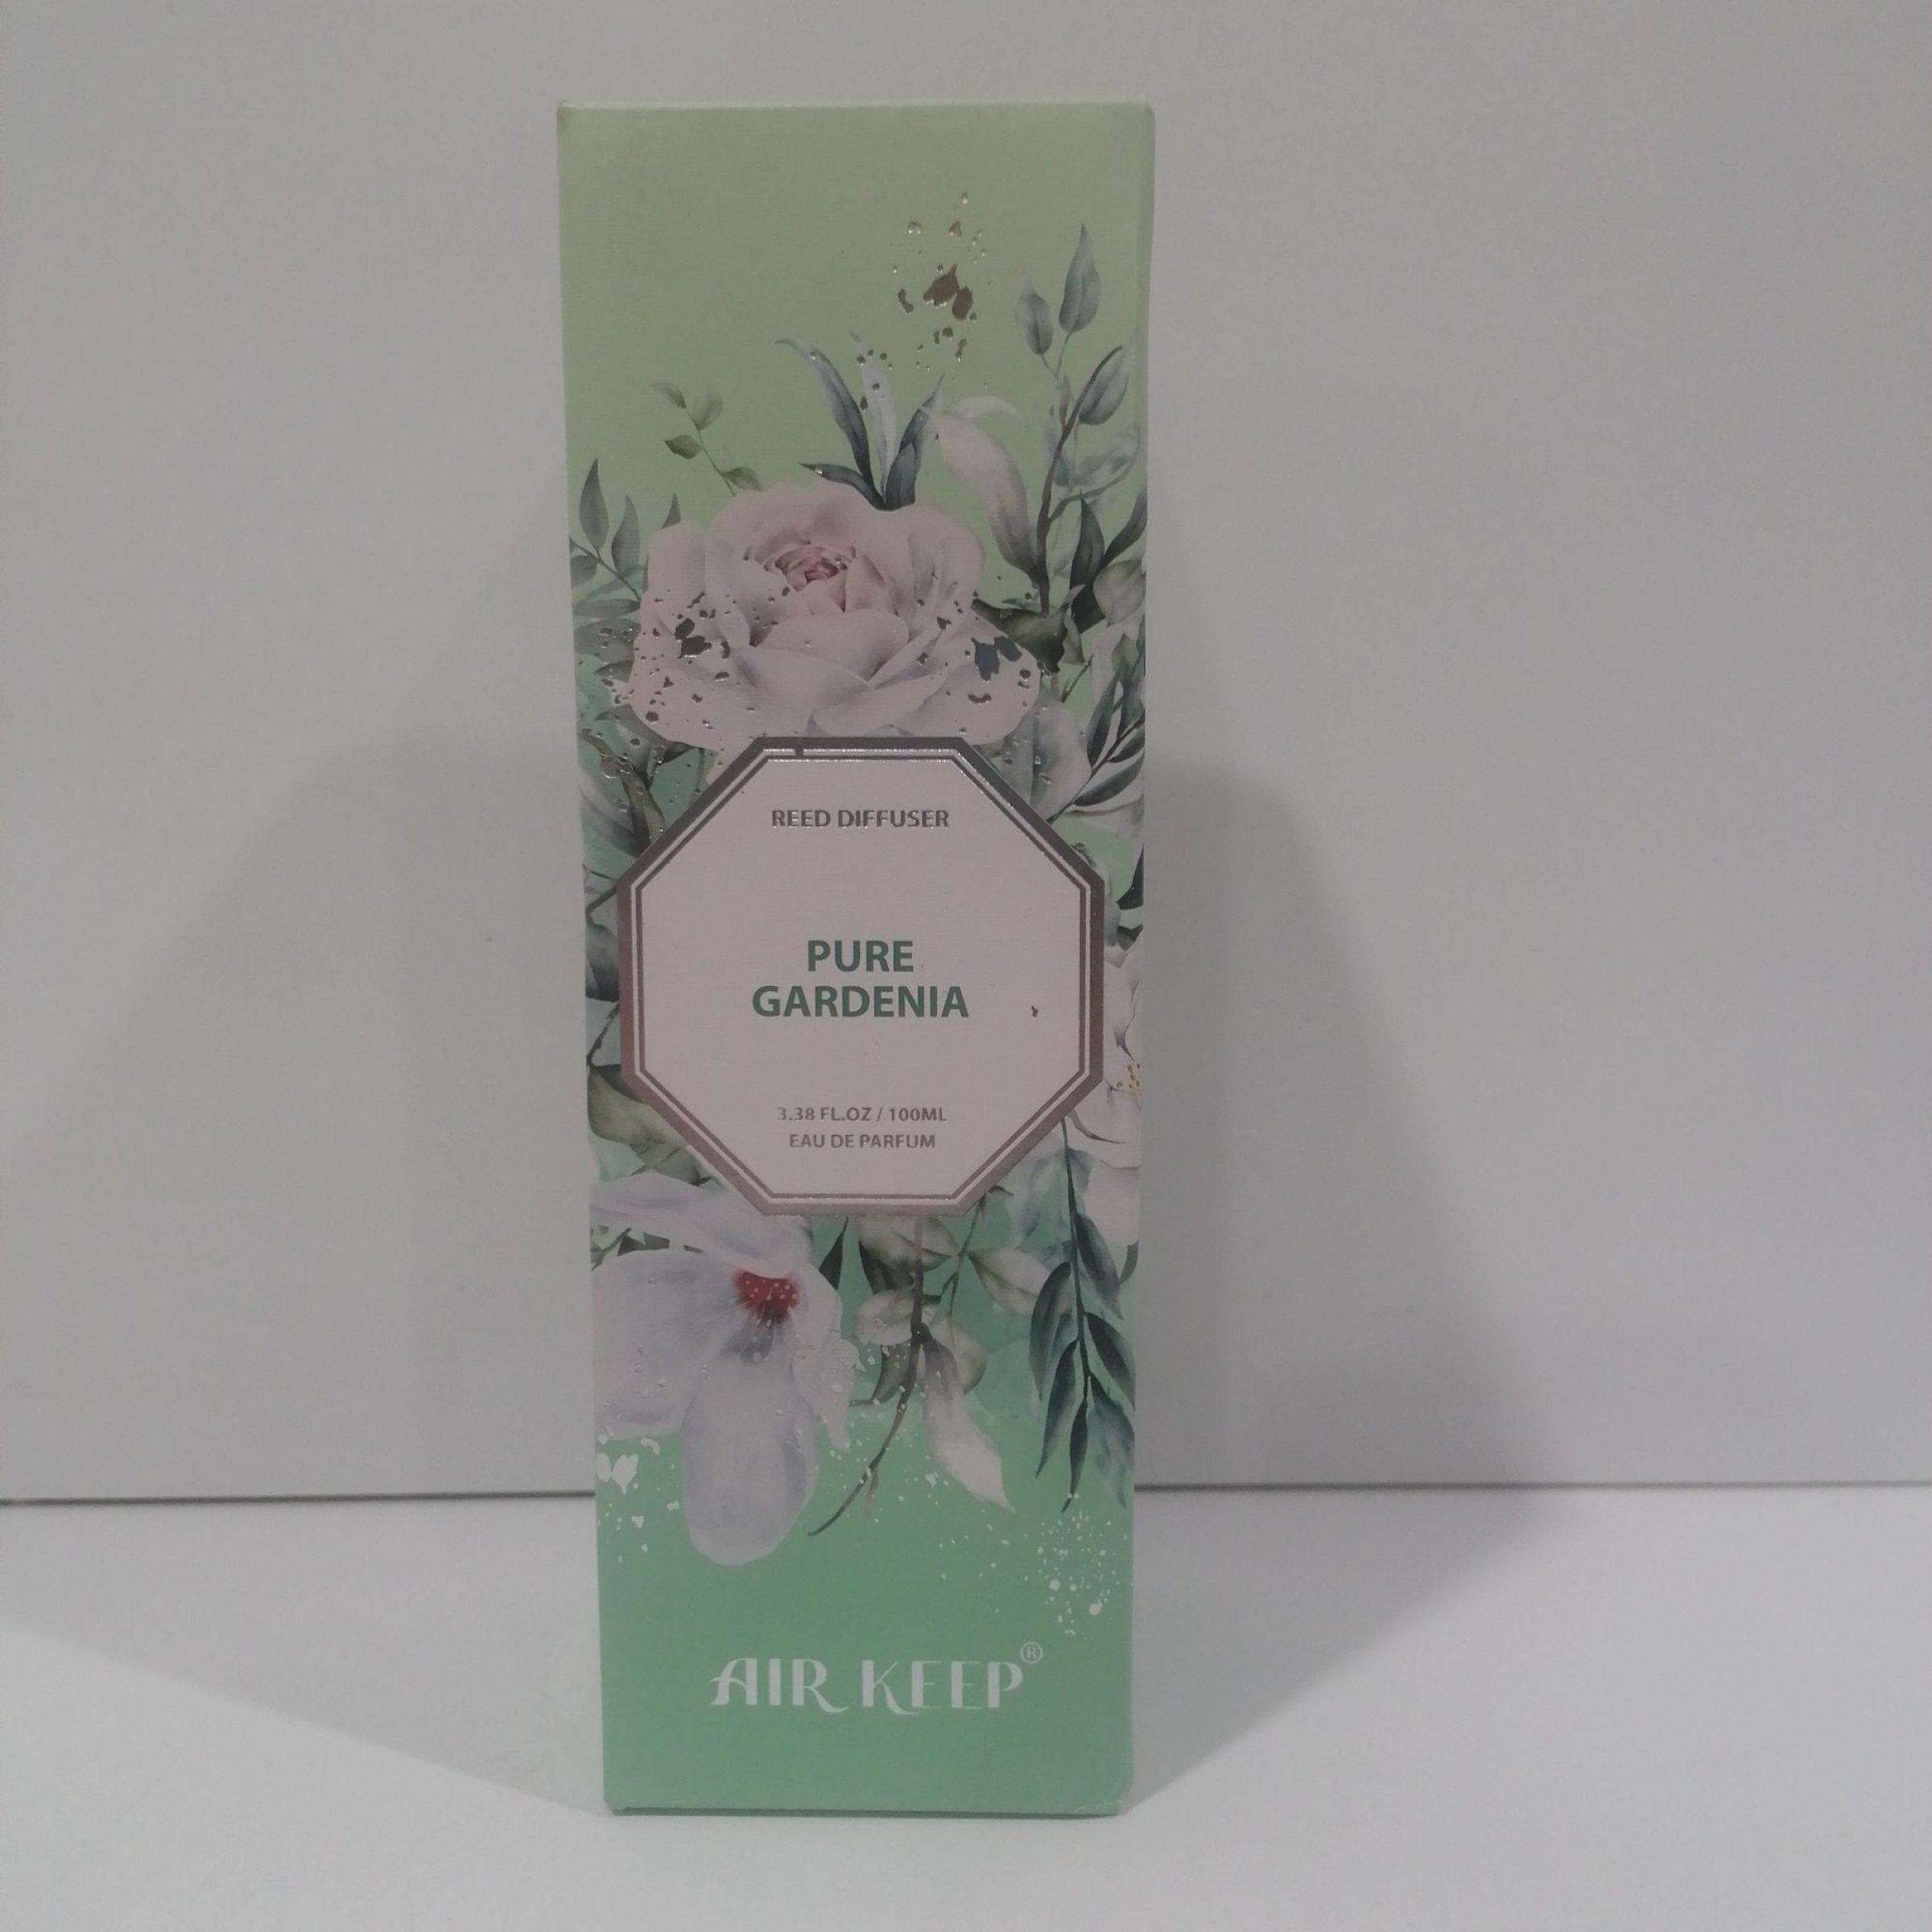 REED DIFFUSER
PURE
GARDENIA
3.38 FL.OZ / 100ML
EAU DE PARFUM
AIR KEEP®